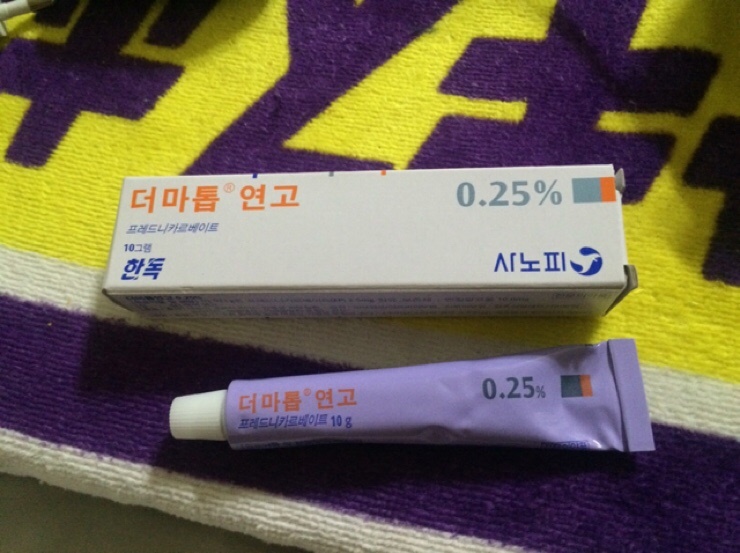 더마톱® 연고 0.25%
프레드니카르베이트
10그램
한독 사노피
더마톱® 연고 0.25%
프레드니카르베이트 10 g